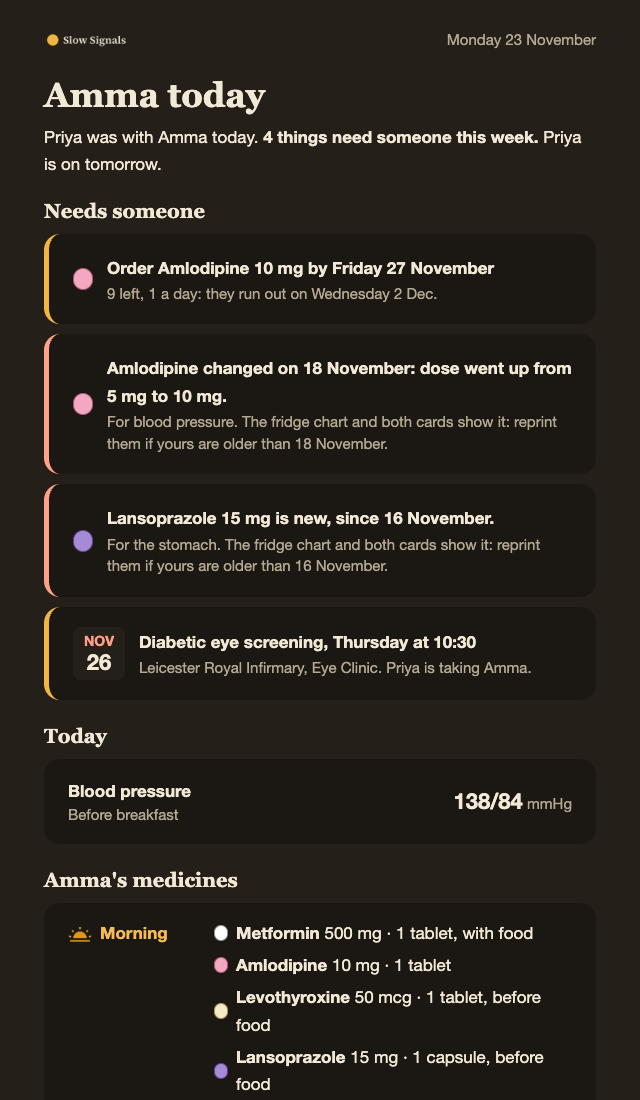 Slow Signals
Monday 23 November
Amma today
Priya was with Amma today. 4 things need someone this week. Priya
is on tomorrow.
Needs someone
Order Amlodipine 10 mg by Friday 27 November
9 left, 1 a day: they run out on Wednesday 2 Dec.
Amlodipine changed on 18 November: dose went up from
5 mg to 10 mg.
For blood pressure. The fridge chart and both cards show it: reprint
them if yours are older than 18 November.
Lansoprazole 15 mg is new, since 16 November.
For the stomach. The fridge chart and both cards show it: reprint
them if yours are older than 16 November.
NOV
26
Diabetic eye screening, Thursday at 10:30
Leicester Royal Infirmary, Eye Clinic. Priya is taking Amma.
Today
Blood pressure
Before breakfast
138/84 mmHg
Amma's medicines
Morning
Metformin 500 mg · 1 tablet, with food
Amlodipine 10 mg · 1 tablet
Levothyroxine 50 mcg · 1 tablet, before
food
Lansoprazole 15 mg · 1 capsule, before
food